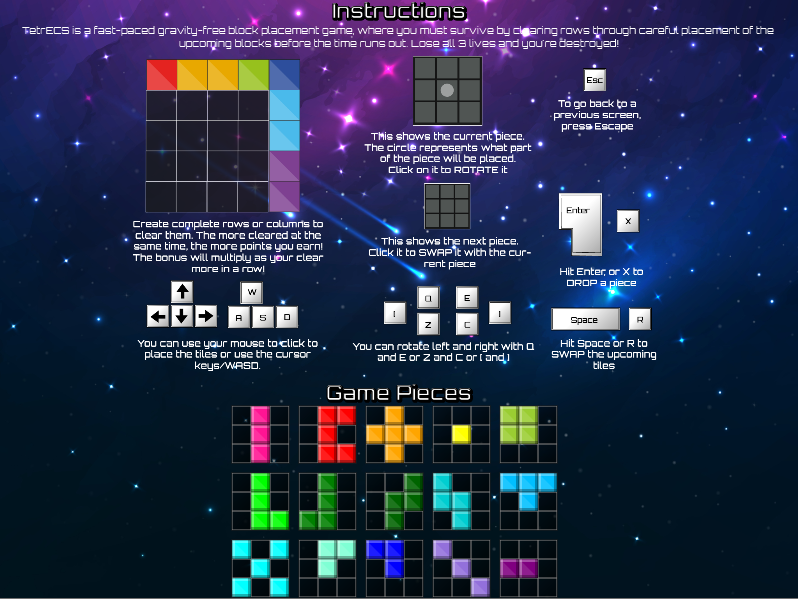 Instructions
TetrECS is a fast-paced gravity-free block placement game, where you must survive by clearing rows through careful placement of the
upcoming blocks before the time runs out. Lose all 3 lives and you're destroyed!
Esc
To go back to a
previous screen,
press Escape
This shows the current piece.
The circle represents what part
of the piece will be placed.
Click on it to ROTATE it
Create complete rows or columns to
clear them. The more cleared at the
same time, the more points you earn!
The bonus will multiply as your clear
more in a row!
This shows the next piece.
Click it to SWAP it with the cur-
rent piece
Enter
X
Hit Enter, or X to
DROP a piece
W
A S D
You can use your mouse to click to
place the tiles or use the cursor
keys/WASD.
Q E
[ ]
Z C
You can rotate left and right with Q
and E or Z and C or [ and ]
Space R
Hit Space or R to
SWAP the upcoming
tiles
Game Pieces